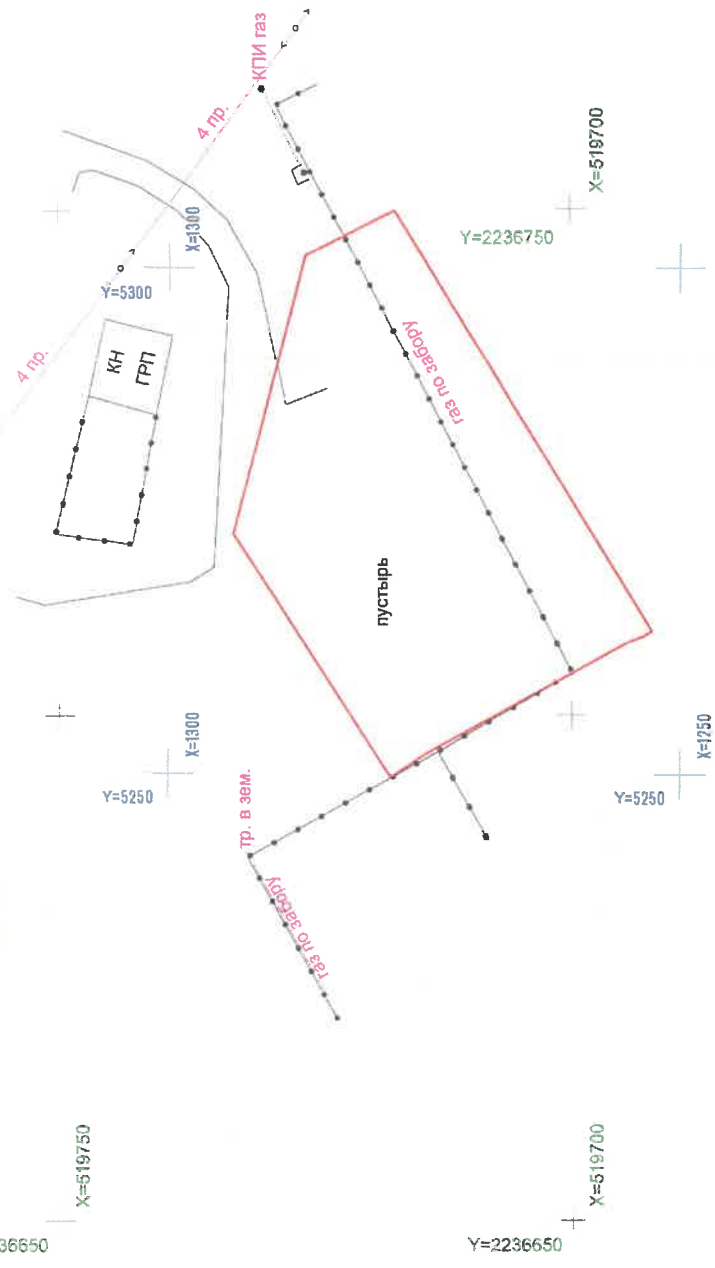 КПИ газ
4 пр.
X=519700
X=1300
Y=2236750
Y=5300
4 пр.
КН
ГРП
газ по забору
пустырь
X=1300
X=1250
Y=5250
Y=5250
тр. в зем.
газ по забору
X=519750
X=519700
36650
Y=2236650